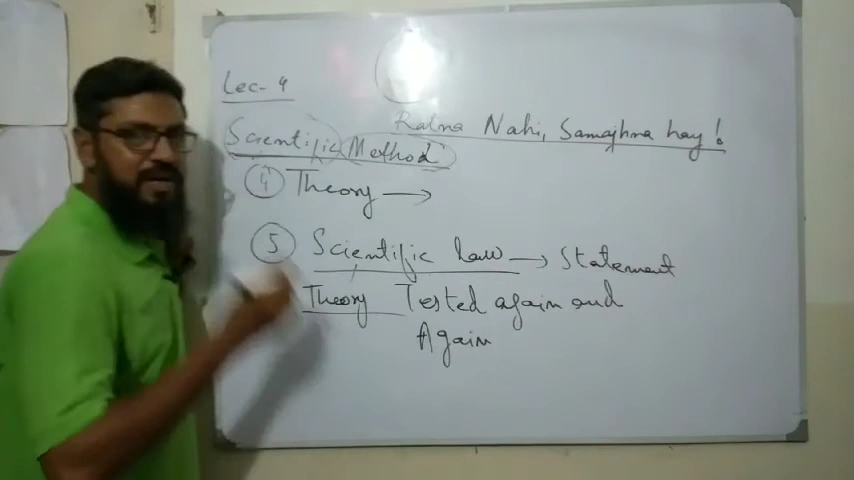 Lec-4
Ratna Nahi, Samajhna hay!
Scientific Method
4 Theory →
5 Scientific law → Statement
Theory Tested again and
Again